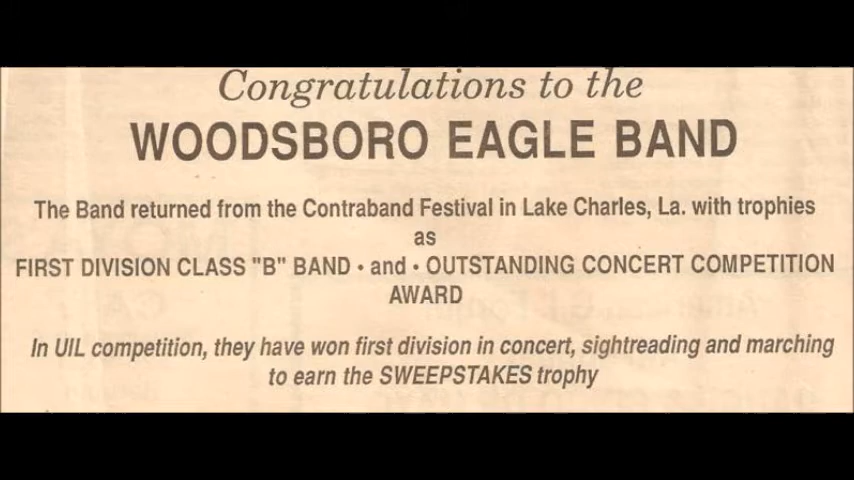 Congratulations to the
WOODSBORO EAGLE BAND
The Band returned from the Contraband Festival in Lake Charles, La. with trophies
as
FIRST DIVISION CLASS "B" BAND • and • OUTSTANDING CONCERT COMPETITION
AWARD
In UIL competition, they have won first division in concert, sightreading and marching
to earn the SWEEPSTAKES trophy